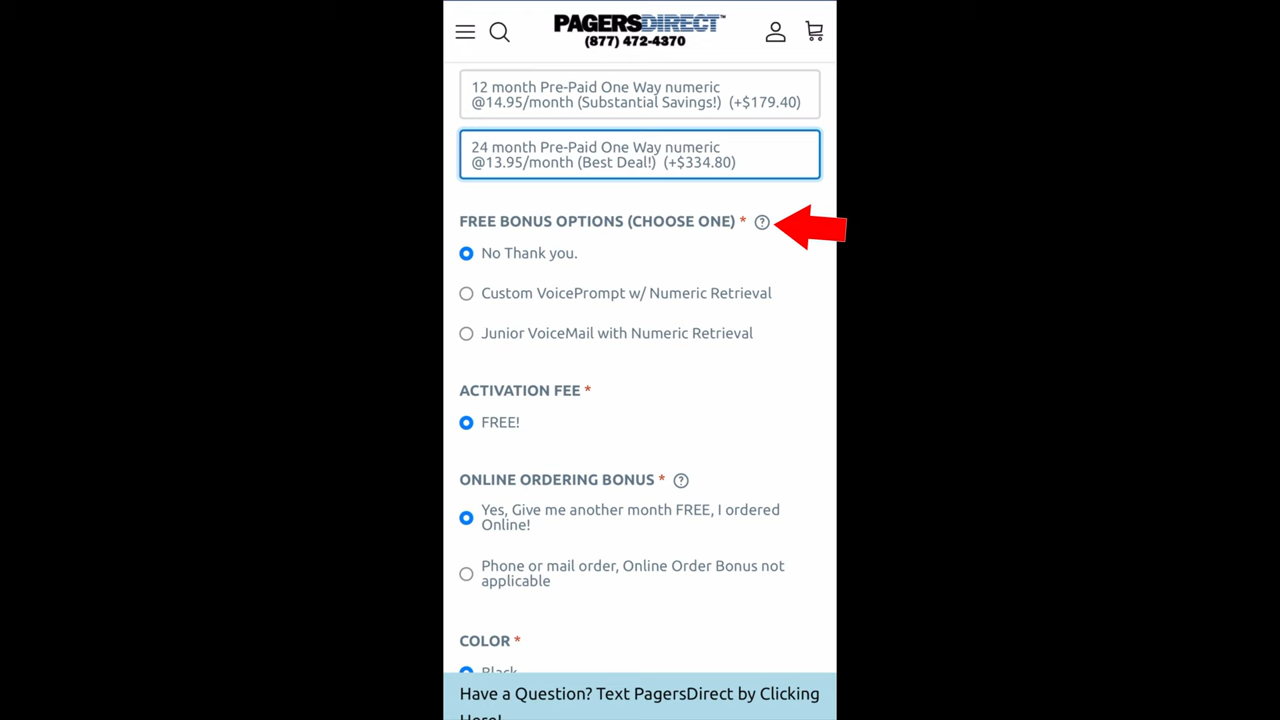 PAGERSDIRECT™
(877) 472-4370
12 month Pre-Paid One Way numeric
@14.95/month (Substantial Savings!) (+$179.40)
24 month Pre-Paid One Way numeric
@13.95/month (Best Deal!) (+$334.80)
FREE BONUS OPTIONS (CHOOSE ONE) * ?
No Thank you.
Custom VoicePrompt w/ Numeric Retrieval
Junior VoiceMail with Numeric Retrieval
ACTIVATION FEE *
FREE!
ONLINE ORDERING BONUS * ?
Yes, Give me another month FREE, I ordered
Online!
Phone or mail order, Online Order Bonus not
applicable
COLOR *
Black
Have a Question? Text PagersDirect by Clicking
Here!